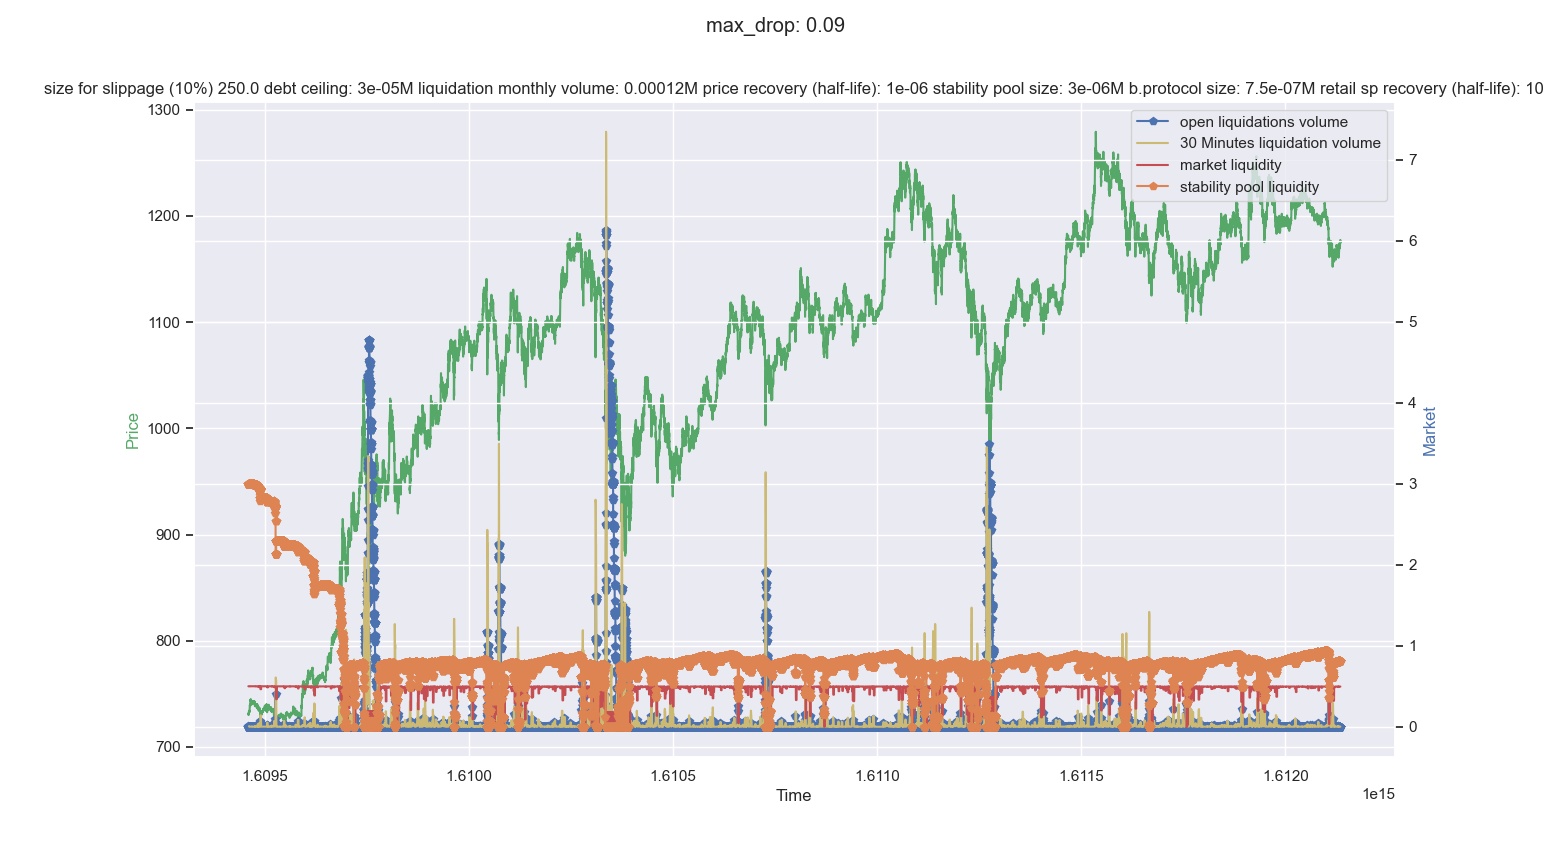 max_drop: 0.09
size for slippage (10%) 250.0 debt ceiling: 3e-05M liquidation monthly volume: 0.00012M price recovery (half-life): 1e-06 stability pool size: 3e-06M b.protocol size: 7.5e-07M retail sp recovery (half-life): 10
open liquidations volume
30 Minutes liquidation volume
market liquidity
stability pool liquidity
1300
1200
1100
1000
900
800
700
Price
7
6
5
4
3
2
1
0
Market
1.6095 1.6100 1.6105 1.6110 1.6115 1.6120
1e15
Time